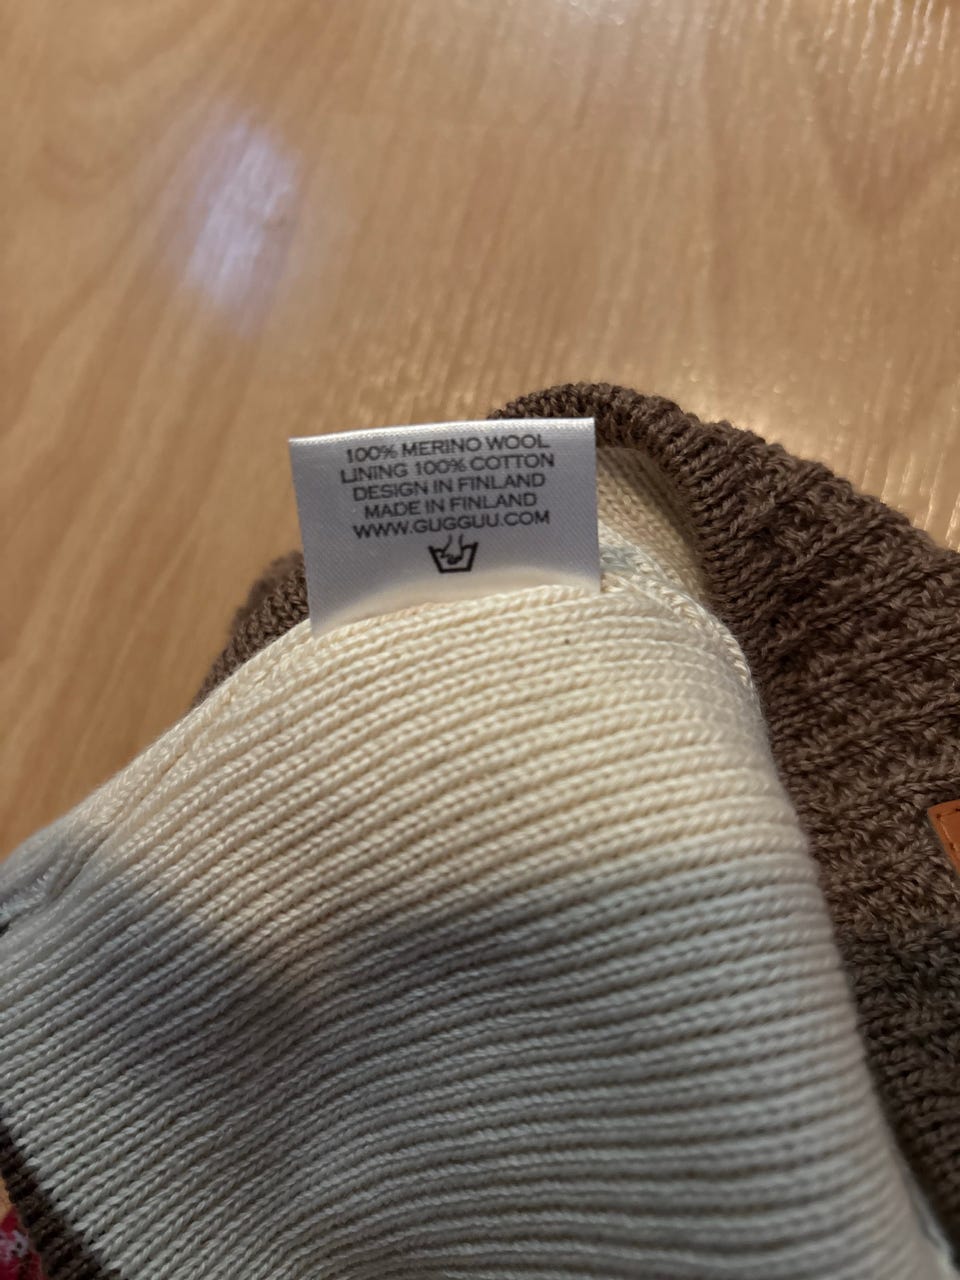 100% MERINO WOOL
LINING 100% COTTON
DESIGN IN FINLAND
MADE IN FINLAND
WWW.GUGGUU.COM